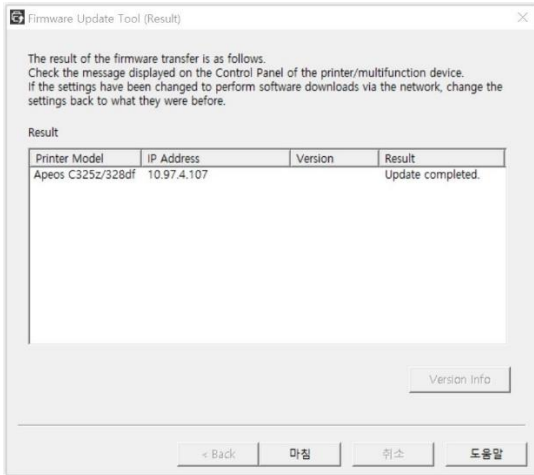 Firmware Update Tool (Result)
The result of the firmware transfer is as follows.
Check the message displayed on the Control Panel of the printer/multifunction device.
If the settings have been changed to perform software downloads via the network, change the
settings back to what they were before.
Result
Printer Model IP Address Version Result
Apeos C325z/328df 10.97.4.107 Update completed.
Version Info
< Back 마침 취소 도움말